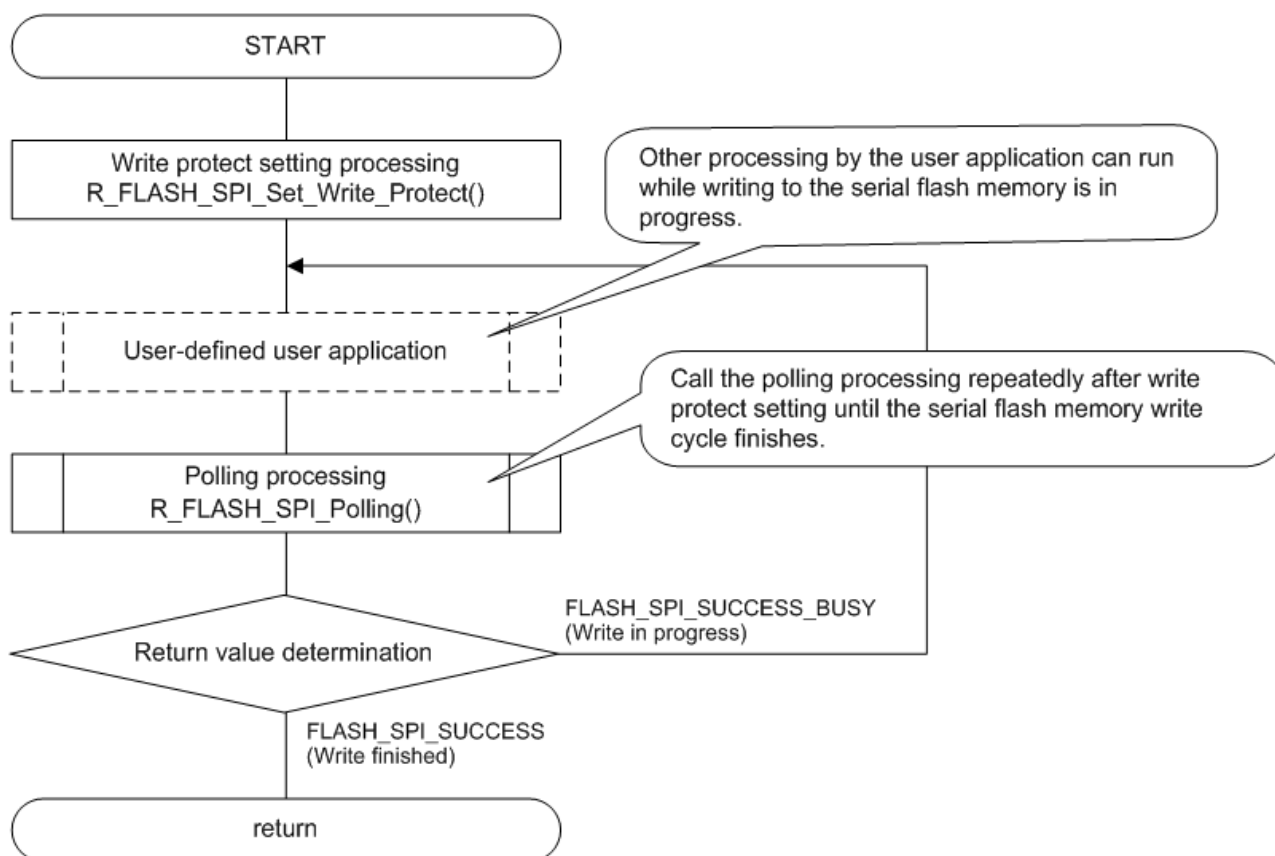 START
Write protect setting processing
R_FLASH_SPI_Set_Write_Protect()
Other processing by the user application can run
while writing to the serial flash memory is in
progress.
User-defined user application
Call the polling processing repeatedly after write
protect setting until the serial flash memory write
cycle finishes.
Polling processing
R_FLASH_SPI_Polling()
FLASH_SPI_SUCCESS_BUSY
(Write in progress)
Return value determination
FLASH_SPI_SUCCESS
(Write finished)
return